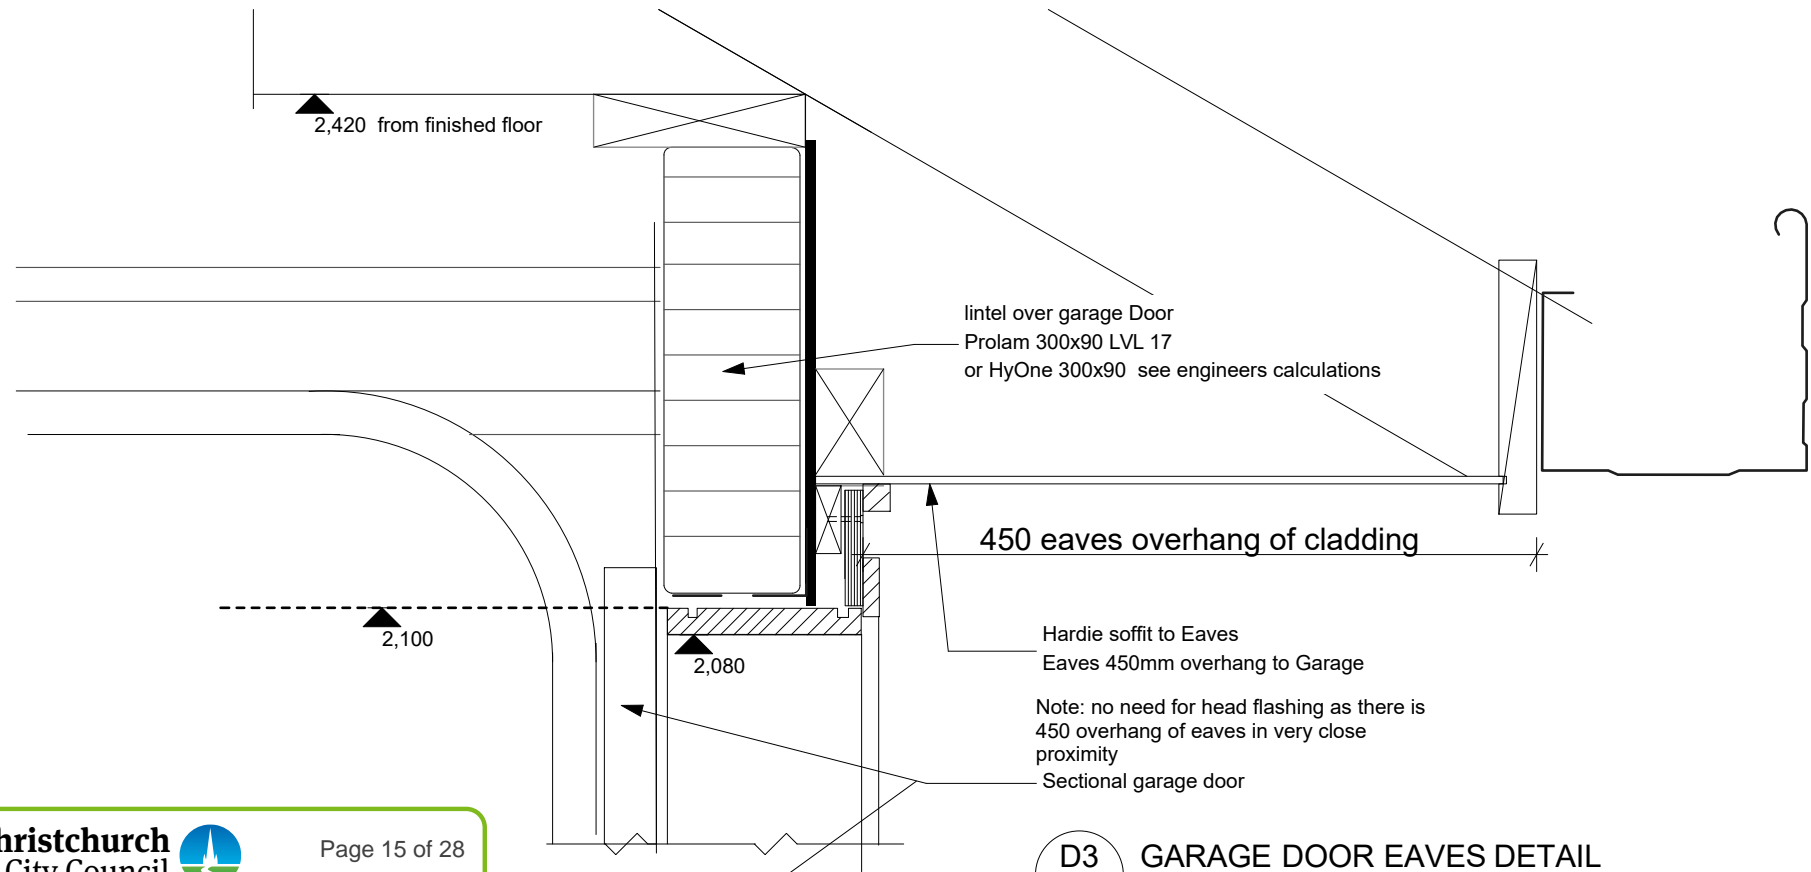 2,420 from finished floor
lintel over garage Door
Prolam 300x90 LVL 17
or HyOne 300x90 see engineers calculations
450 eaves overhang of cladding
2,100
2,080
Hardie soffit to Eaves
Eaves 450mm overhang to Garage
Note: no need for head flashing as there is
450 overhang of eaves in very close
proximity
Sectional garage door
hristchurch
City Council
Page 15 of 28
D3 GARAGE DOOR EAVES DETAIL